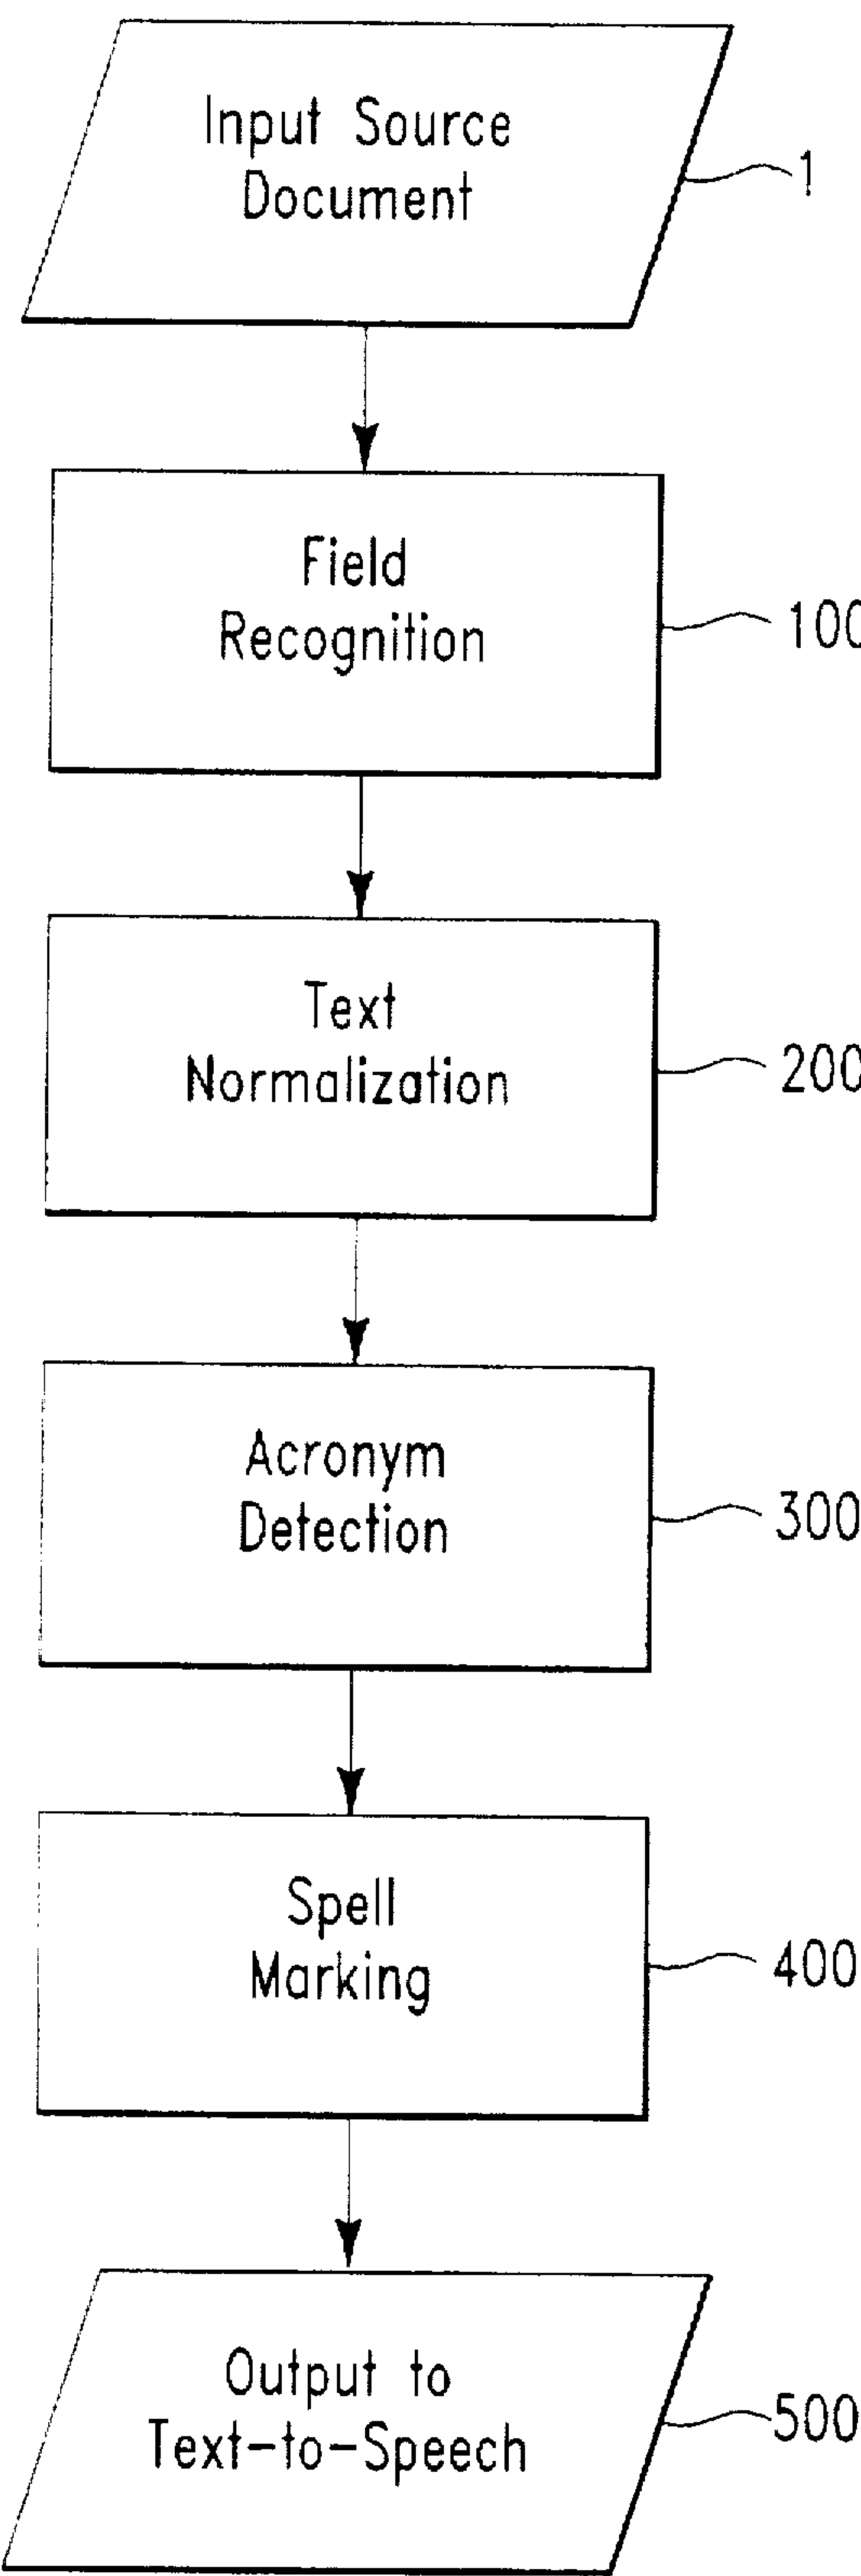 Input Source
Document
1
Field
Recognition
100
Text
Normalization
200
Acronym
Detection
300
Spell
Marking
400
Output to
Text-to-Speech
500